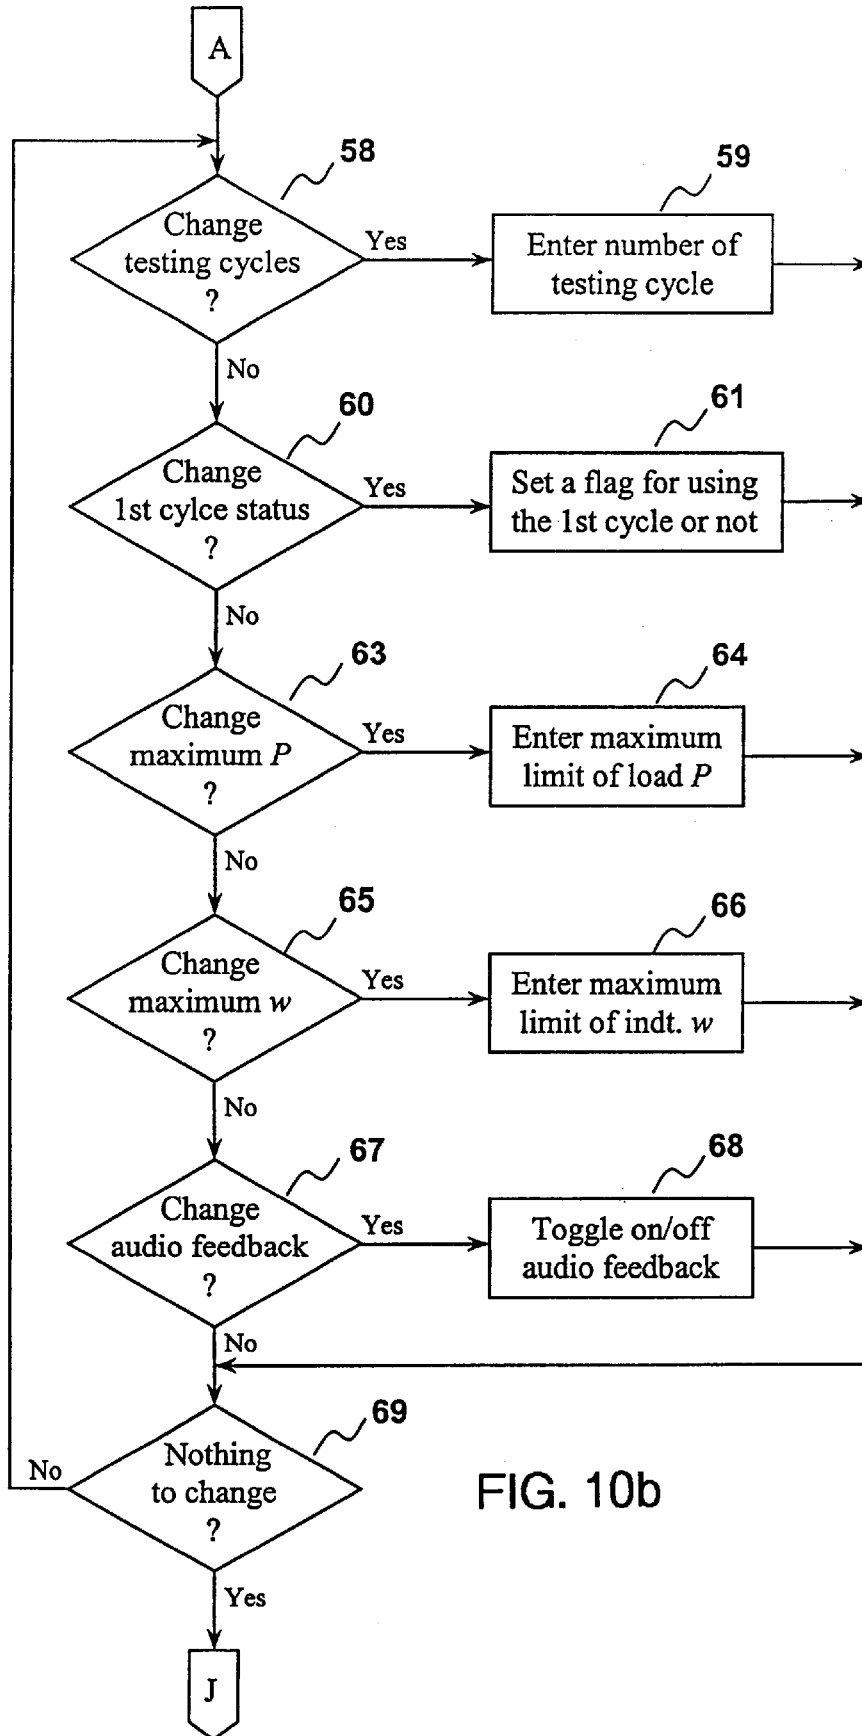 A
58
Change
testing cycles
?
Yes
59
Enter number of
testing cycle
No
60
Change
1st cylce status
?
Yes
61
Set a flag for using
the 1st cycle or not
No
63
Change
maximum P
?
Yes
64
Enter maximum
limit of load P
No
65
Change
maximum w
?
Yes
66
Enter maximum
limit of indt. w
No
67
Change
audio feedback
?
Yes
68
Toggle on/off
audio feedback
No
69
Nothing
to change
?
No
FIG. 10b
Yes
J